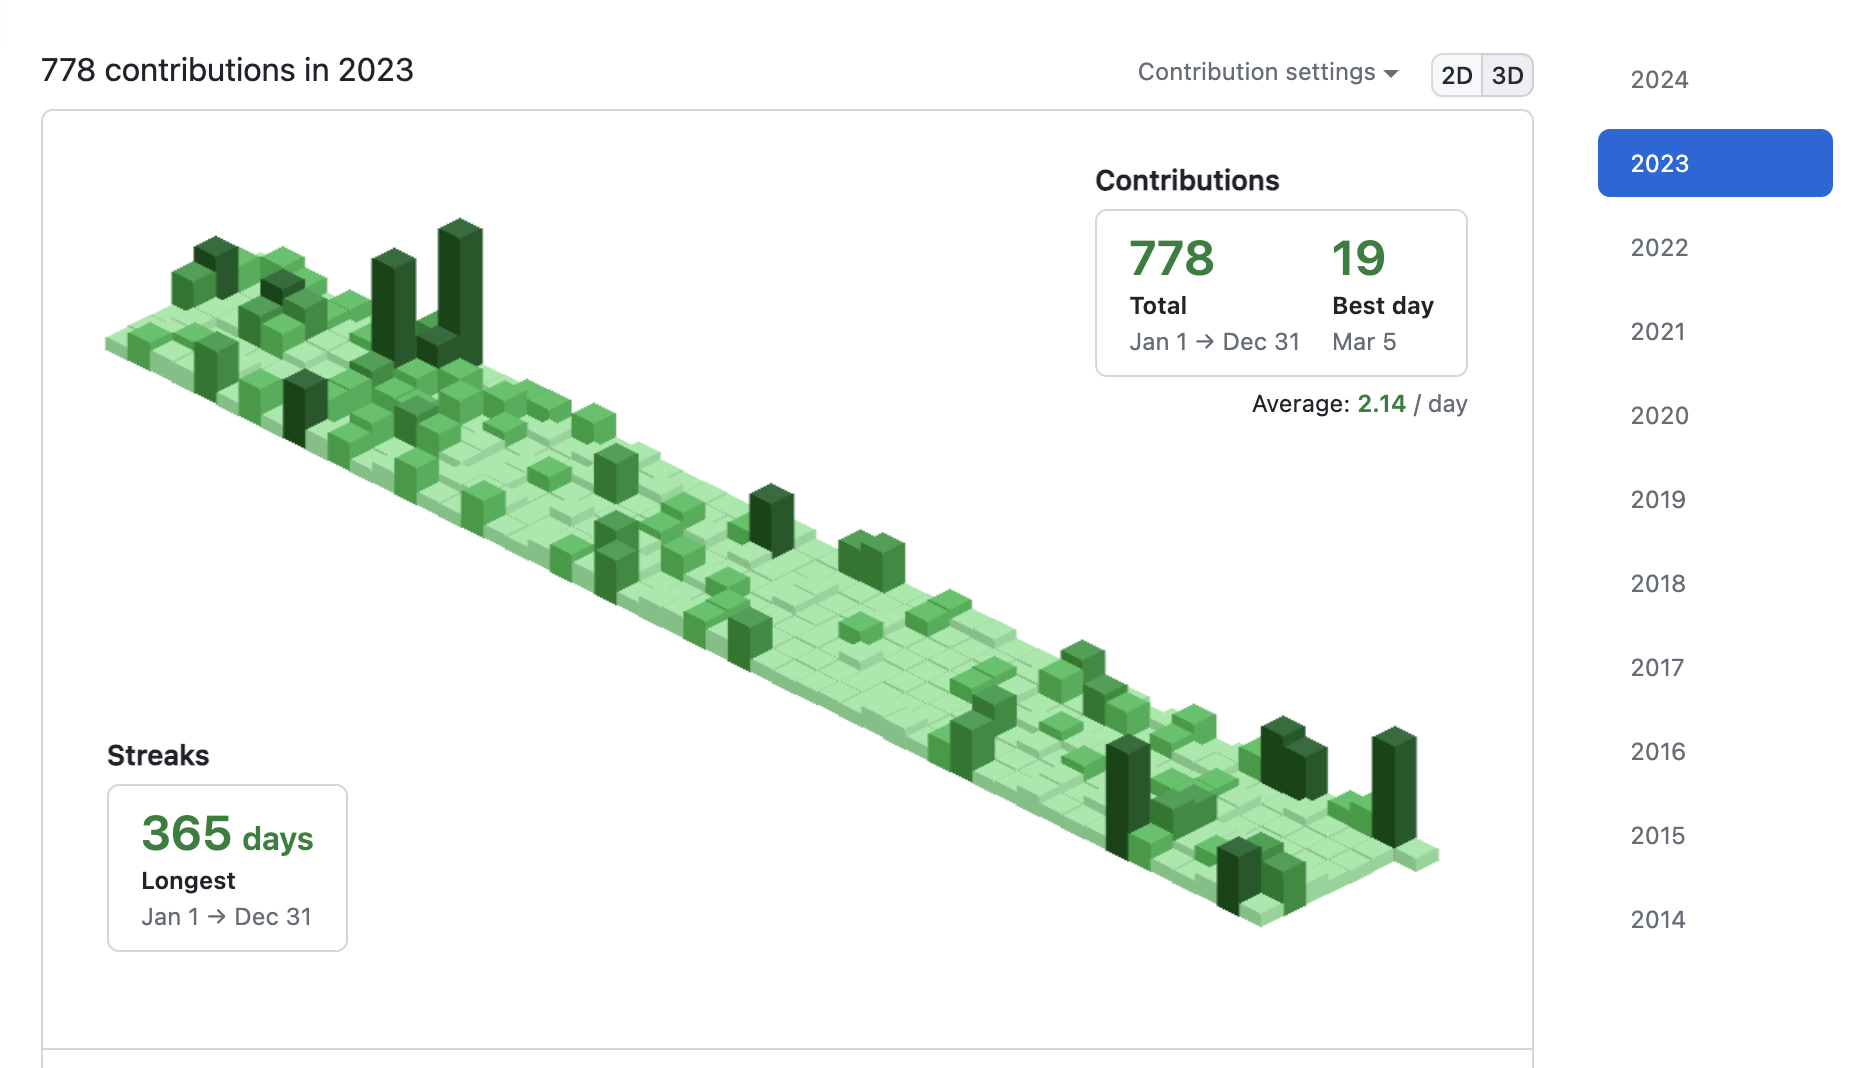 778 contributions in 2023
Contribution settings
2D 3D
Contributions
778 19
Total Best day
Jan 1 → Dec 31 Mar 5
Average: 2.14 / day
Streaks
365 days
Longest
Jan 1 → Dec 31
2024
2023
2022
2021
2020
2019
2018
2017
2016
2015
2014